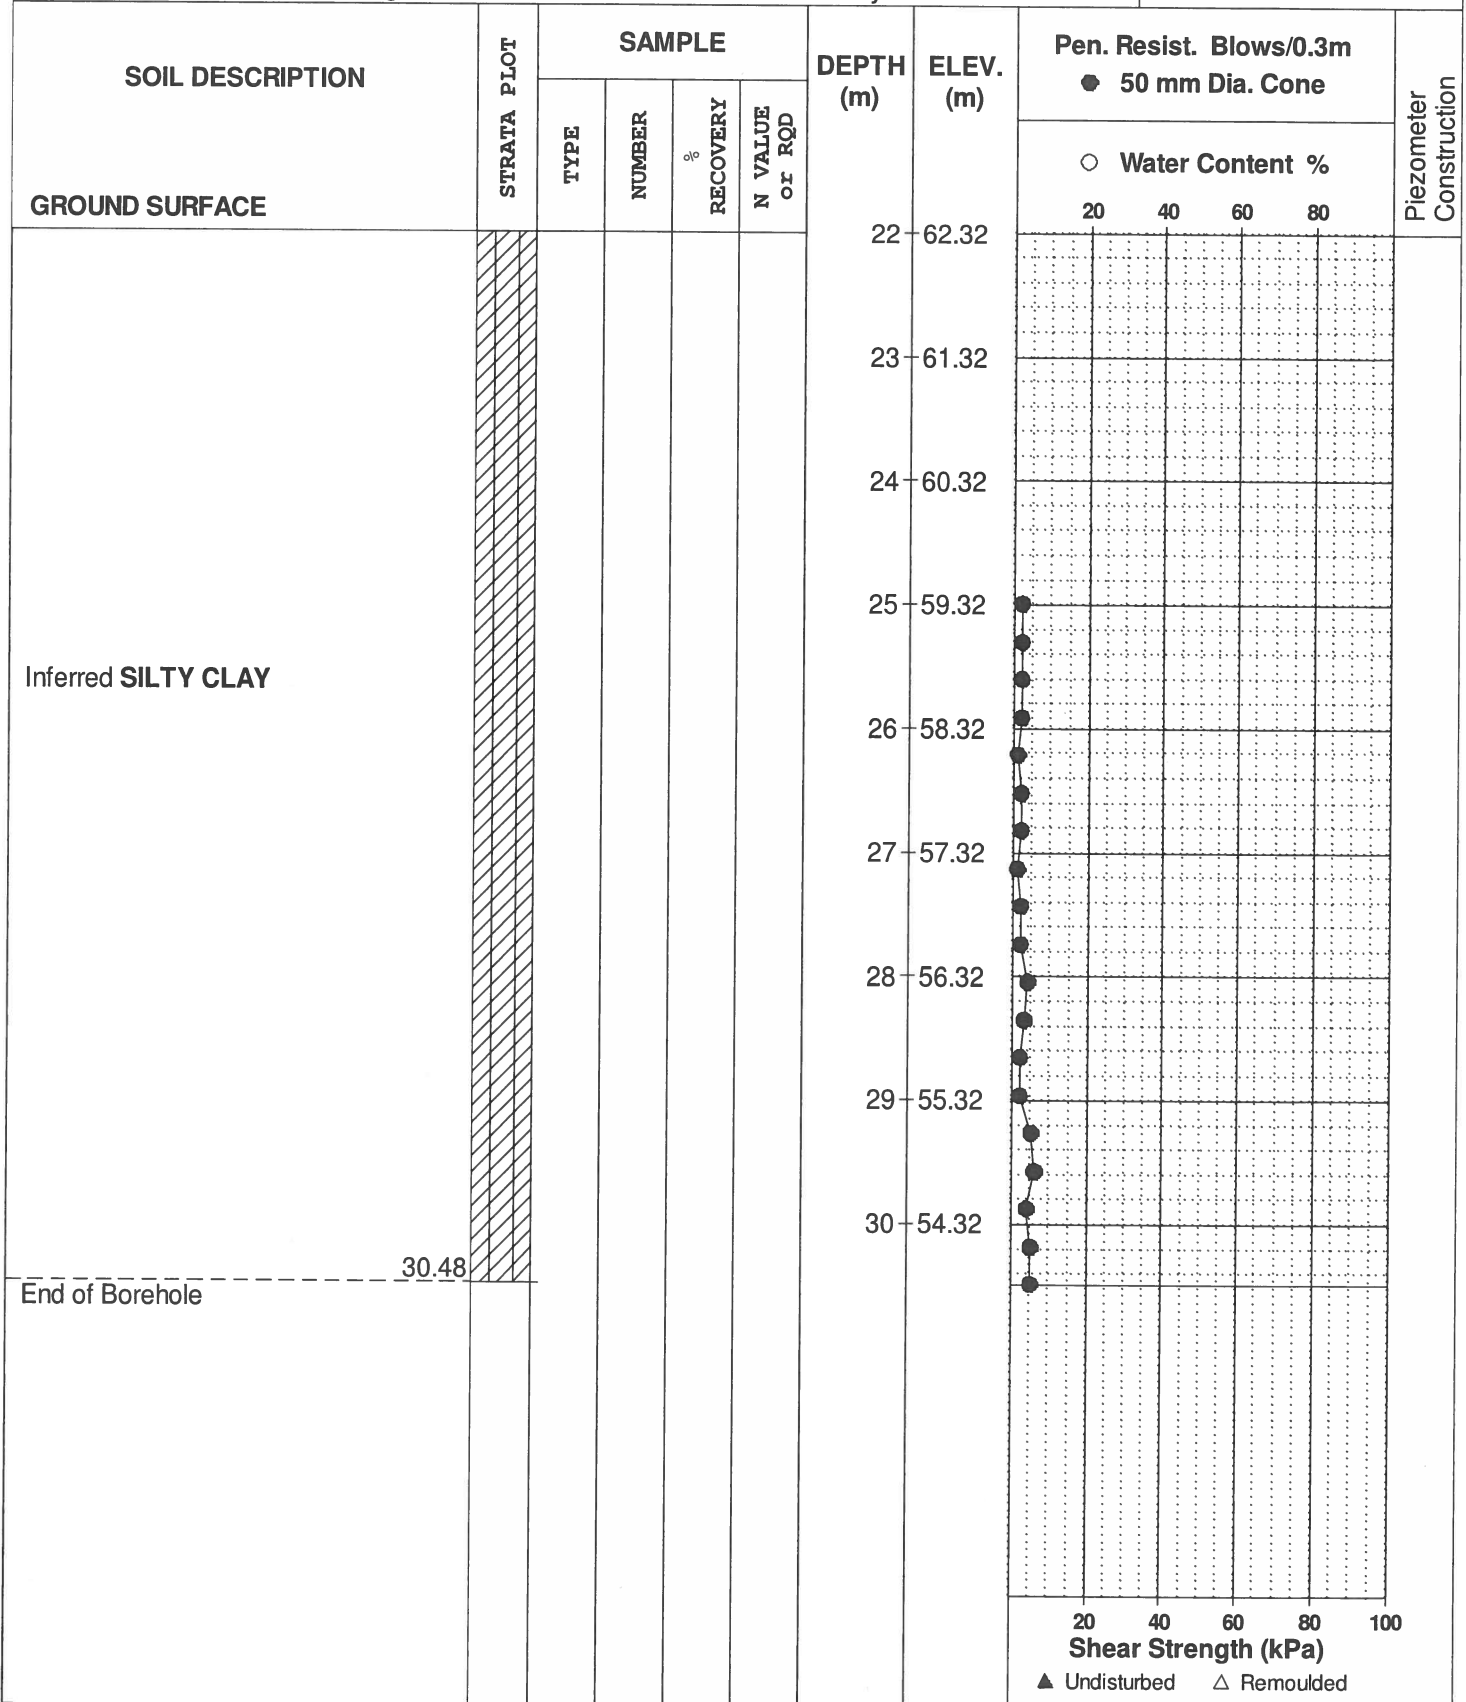 SOIL DESCRIPTION
GROUND SURFACE
STRATA PLOT
SAMPLE
TYPE
NUMBER
% RECOVERY
N VALUE
or RQD
DEPTH
(m)
ELEV.
(m)
Pen. Resist. Blows/0.3m
● 50 mm Dia. Cone
○ Water Content %
20 40 60 80
Piezometer
Construction
22 62.32
23 61.32
24 60.32
25 59.32
Inferred SILTY CLAY
26 58.32
27 57.32
28 56.32
29 55.32
30 54.32
30.48
End of Borehole
20 40 60 80 100
Shear Strength (kPa)
▲ Undisturbed △ Remoulded